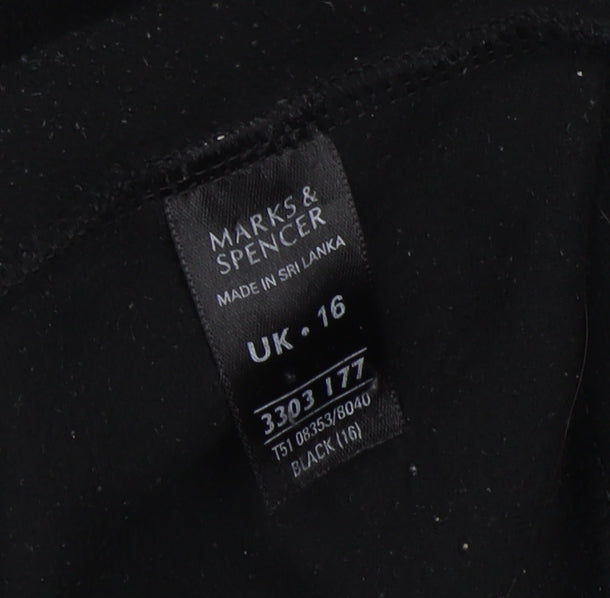 MARKS &
SPENCER
MADE IN SRI LANKA
UK • 16
3303 177
T51 08353/8040
BLACK (16)